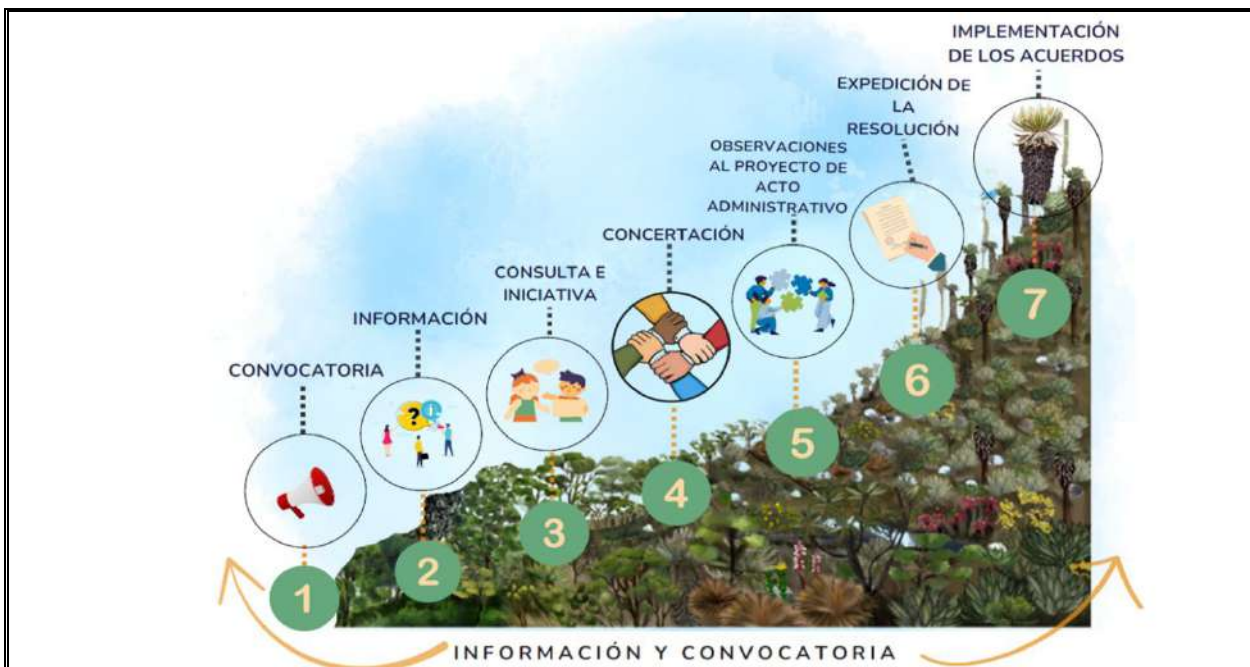 CONVOCATORIA
1
INFORMACIÓN
2
CONSULTA E
INICIATIVA
3
CONCERTACIÓN
4
OBSERVACIONES
AL PROYECTO DE
ACTO
ADMINISTRATIVO
5
EXPEDICIÓN DE
LA
RESOLUCIÓN
6
IMPLEMENTACIÓN
DE LOS ACUERDOS
7
INFORMACIÓN Y CONVOCATORIA